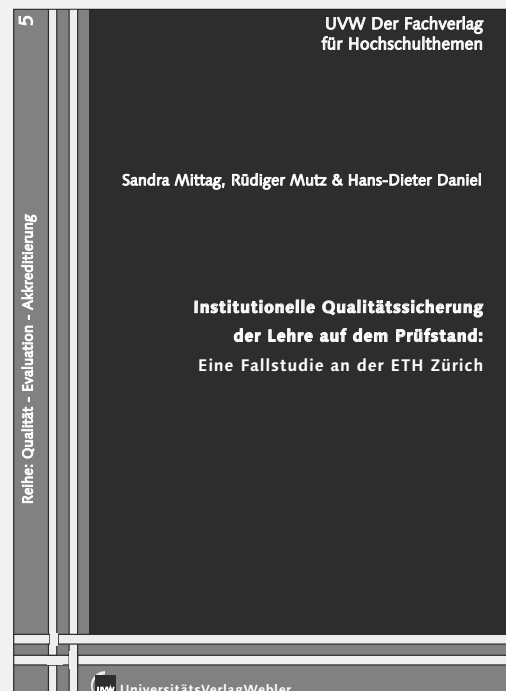 5
UVW Der Fachverlag
für Hochschulthemen
Sandra Mittag, Rüdiger Mutz & Hans-Dieter Daniel
Institutionelle Qualitätssicherung
der Lehre auf dem Prüfstand:
Eine Fallstudie an der ETH Zürich
Reihe: Qualität - Evaluation - Akkreditierung
UVW UniversitätsVerlagWebler